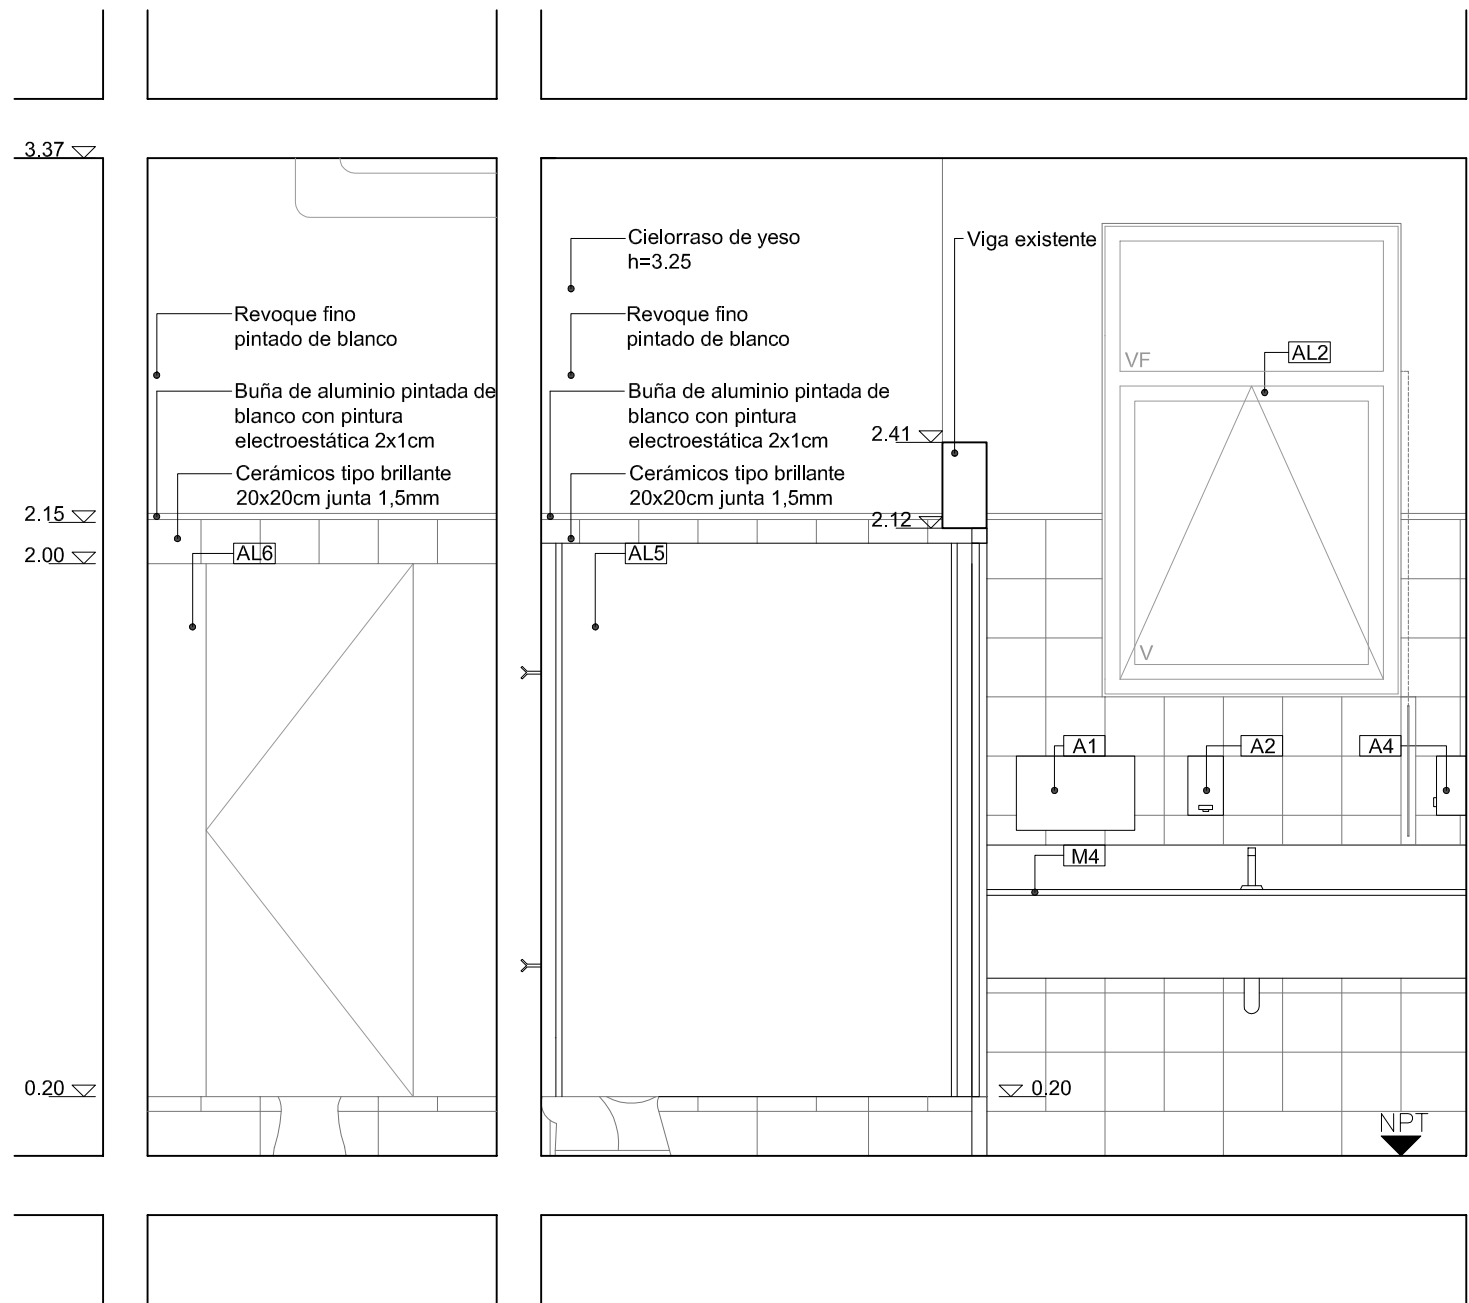 3.37
Cielorraso de yeso
h=3.25
Viga existente
Revoque fino
pintado de blanco
Revoque fino
pintado de blanco
VF
AL2
Buña de aluminio pintada de
blanco con pintura
electroestática 2x1cm
Buña de aluminio pintada de
blanco con pintura
electroestática 2x1cm
2.41
Cerámicos tipo brillante
20x20cm junta 1,5mm
Cerámicos tipo brillante
20x20cm junta 1,5mm
2.15
2.12
2.00
AL6
AL5
V
A1
A2
A4
M4
0.20
0.20
NPT